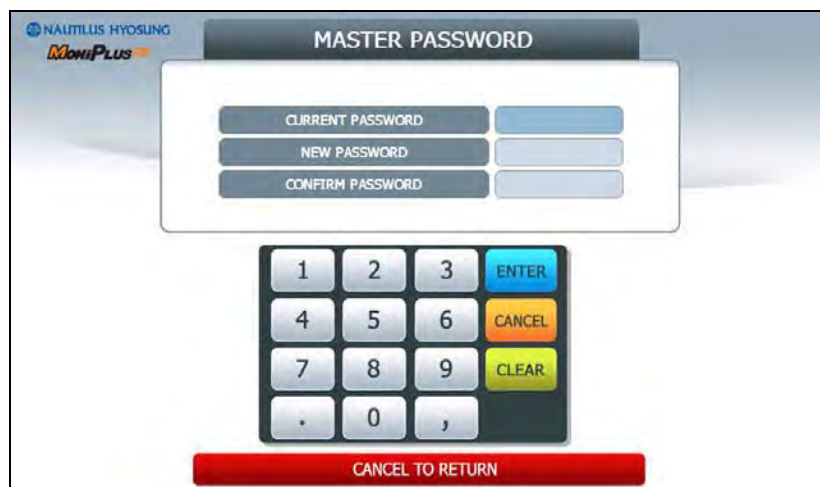 NAUTILUS HYOSUNG
MoniPlus
MASTER PASSWORD
CURRENT PASSWORD
NEW PASSWORD
CONFIRM PASSWORD
1 2 3 ENTER
4 5 6 CANCEL
7 8 9 CLEAR
. 0 ,
CANCEL TO RETURN